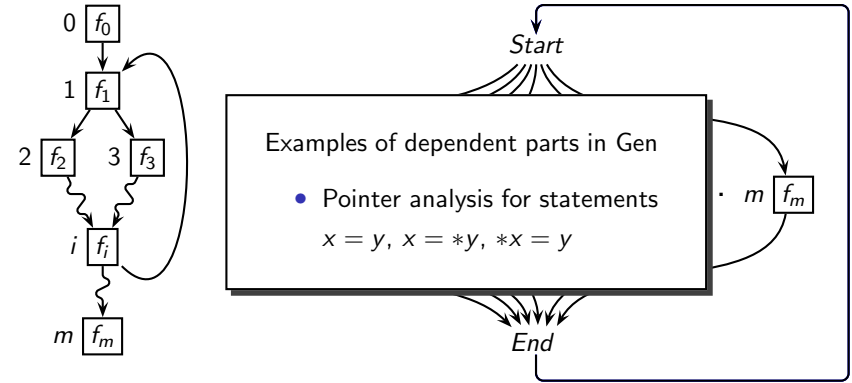 0 f₀
1 f₁
2 f₂ 3 f₃
i fᵢ
m fₘ
Start
Examples of dependent parts in Gen
• Pointer analysis for statements
x = y, x = ∗y, ∗x = y
· m fₘ
End